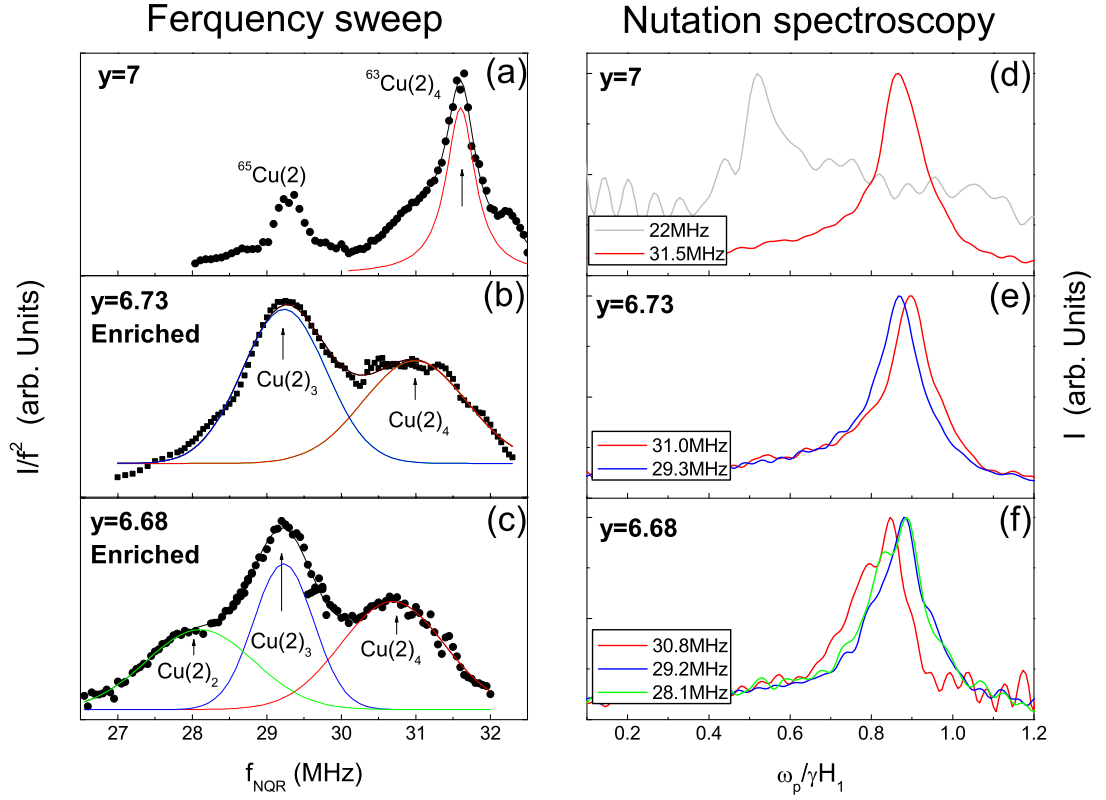 Ferquency sweep
Nutation spectroscopy
y=7
(a)
⁶³Cu(2)₄
⁶⁵Cu(2)
y=6.73
Enriched
(b)
Cu(2)₃
Cu(2)₄
y=6.68
Enriched
(c)
Cu(2)₂
Cu(2)₃
Cu(2)₄
I/f² (arb. Units)
27 28 29 30 31 32
f_NQR (MHz)
y=7
(d)
22MHz
31.5MHz
y=6.73
(e)
31.0MHz
29.3MHz
y=6.68
(f)
30.8MHz
29.2MHz
28.1MHz
I (arb. Units)
0.2 0.4 0.6 0.8 1.0 1.2
ω_p/γH₁